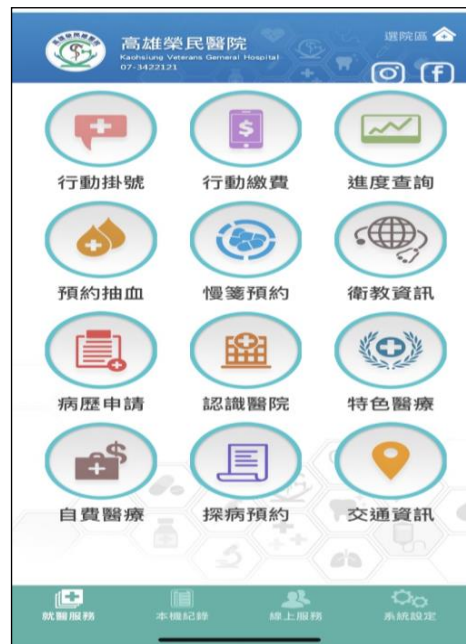 高雄榮民醫院
Kaohsiung Veterans Gerneral Hospital
07-3422121
選院區
行動掛號
行動繳費
進度查詢
預約抽血
慢箋預約
衛教資訊
病歷申請
認識醫院
特色醫療
自費醫療
探病預約
交通資訊
就醫服務
本機紀錄
線上服務
系統設定